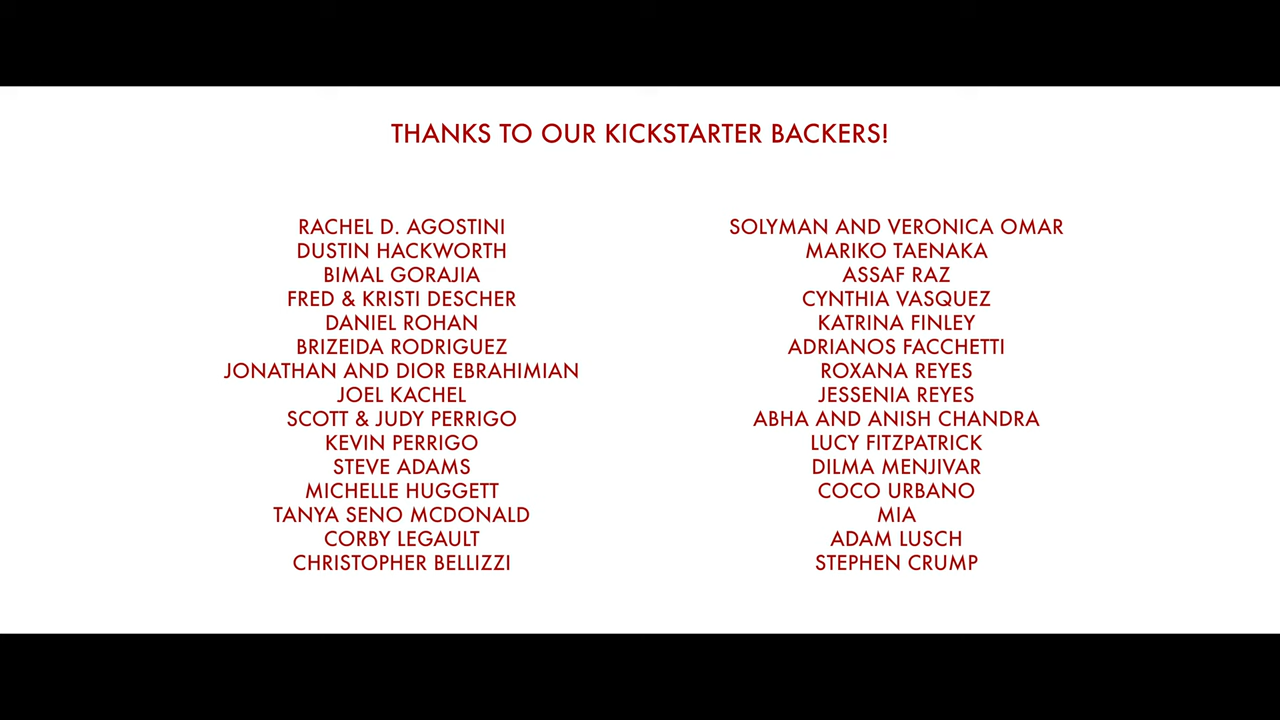 THANKS TO OUR KICKSTARTER BACKERS!
RACHEL D. AGOSTINI
DUSTIN HACKWORTH
BIMAL GORAJIA
FRED & KRISTI DESCHER
DANIEL ROHAN
BRIZEIDA RODRIGUEZ
JONATHAN AND DIOR EBRAHIMIAN
JOEL KACHEL
SCOTT & JUDY PERRIGO
KEVIN PERRIGO
STEVE ADAMS
MICHELLE HUGGETT
TANYA SENO MCDONALD
CORBY LEGAULT
CHRISTOPHER BELLIZZI
SOLYMAN AND VERONICA OMAR
MARIKO TAENAKA
ASSAF RAZ
CYNTHIA VASQUEZ
KATRINA FINLEY
ADRIANOS FACCHETTI
ROXANA REYES
JESSENIA REYES
ABHA AND ANISH CHANDRA
LUCY FITZPATRICK
DILMA MENJIVAR
COCO URBANO
MIA
ADAM LUSCH
STEPHEN CRUMP